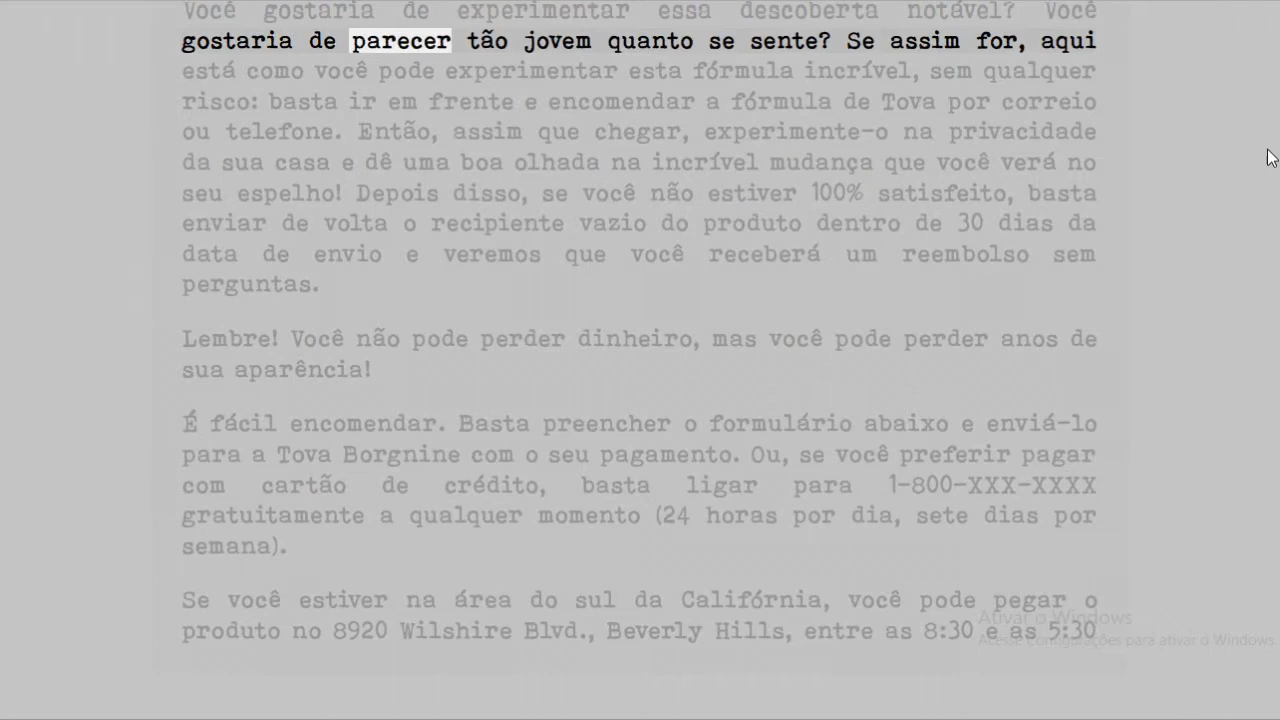 Você gostaria de experimentar essa descoberta notável? Você
gostaria de parecer tão jovem quanto se sente? Se assim for, aqui
está como você pode experimentar esta fórmula incrível, sem qualquer
risco: basta ir em frente e encomendar a fórmula de Tova por correio
ou telefone. Então, assim que chegar, experimente-o na privacidade
da sua casa e dê uma boa olhada na incrível mudança que você verá no
seu espelho! Depois disso, se você não estiver 100% satisfeito, basta
enviar de volta o recipiente vazio do produto dentro de 30 dias da
data de envio e veremos que você receberá um reembolso sem
perguntas.
Lembre! Você não pode perder dinheiro, mas você pode perder anos de
sua aparência!
É fácil encomendar. Basta preencher o formulário abaixo e enviá-lo
para a Tova Borgnine com o seu pagamento. Ou, se você preferir pagar
com cartão de crédito, basta ligar para 1-800-XXX-XXXX
gratuitamente a qualquer momento (24 horas por dia, sete dias por
semana).
Se você estiver na área do sul da Califórnia, você pode pegar o
produto no 8920 Wilshire Blvd., Beverly Hills, entre as 8:30 e as 5:30
Ativar o Windows
Acesse Configurações para ativar o Windows.